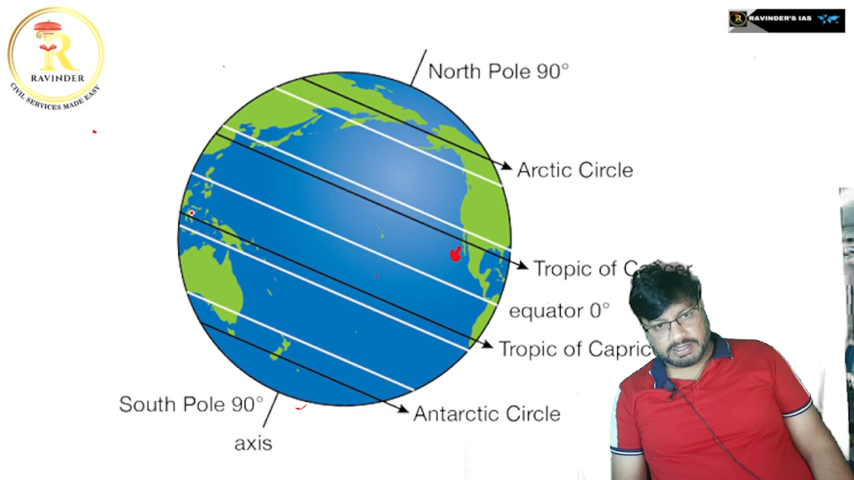 R
RAVINDER
CIVIL SERVICES MADE EASY
RAVINDER'S IAS
North Pole 90°
Arctic Circle
Tropic of
equator 0°
Tropic of
South Pole 90°
Antarctic Circle
axis